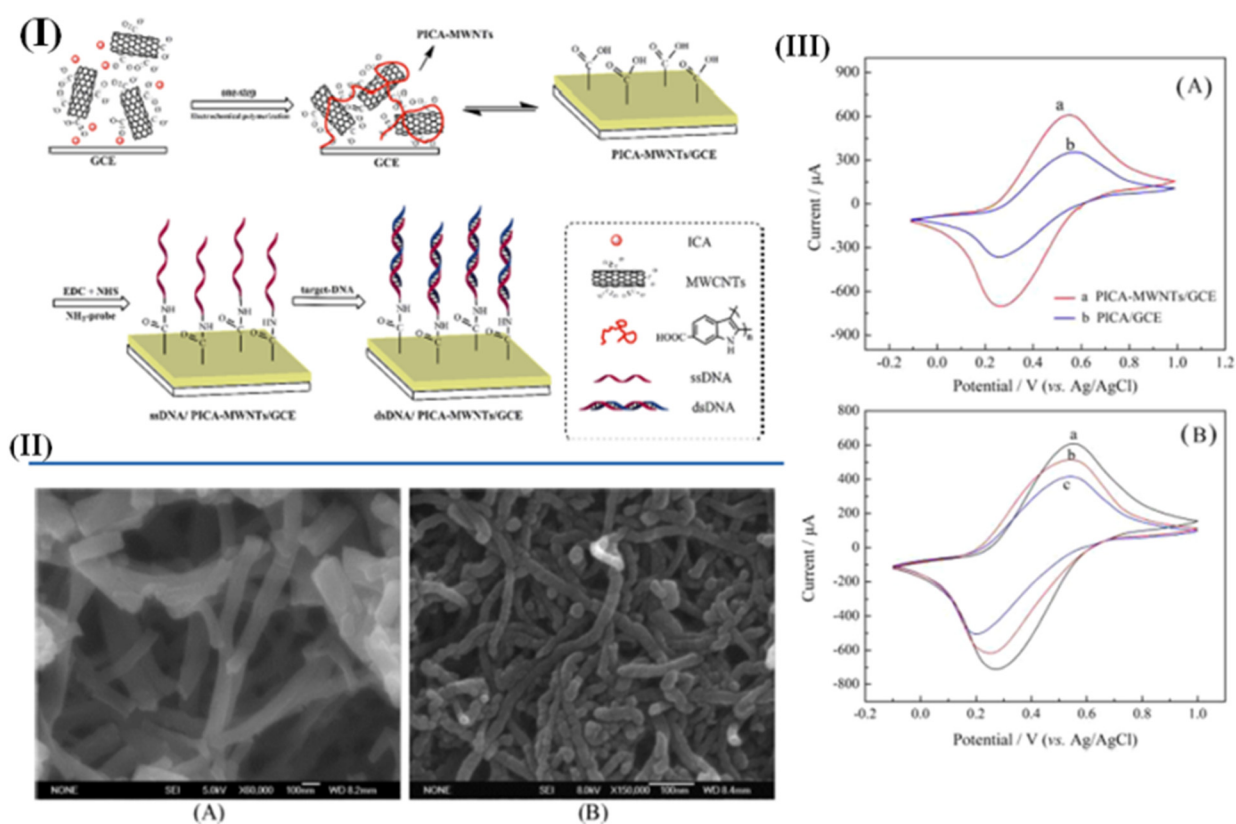 (I)
PICA-MWNTs
one-step
Electrochemical polymerization
GCE
GCE
PICA-MWNTs/GCE
EDC + NHS
NH₂-probe
target-DNA
ssDNA/ PICA-MWNTs/GCE
dsDNA/ PICA-MWNTs/GCE
ICA
MWCNTs
HOOC
N
H
n
ssDNA
dsDNA
(II)
NONE SEI 5.0kV X60,000 100nm WD 8.2mm
(A)
NONE SEI 8.0kV X150,000 100nm WD 8.4mm
(B)
(III)
(A)
900
600
300
0
-300
-600
-900
Current / μA
a
b
a PICA-MWNTs/GCE
b PICA/GCE
0.0 0.2 0.4 0.6 0.8 1.0 1.2
Potential / V (vs. Ag/AgCl)
(B)
800
600
400
200
0
-200
-400
-600
-800
Current / μA
a
b
c
0.0 0.2 0.4 0.6 0.8 1.0
Potential / V (vs. Ag/AgCl)